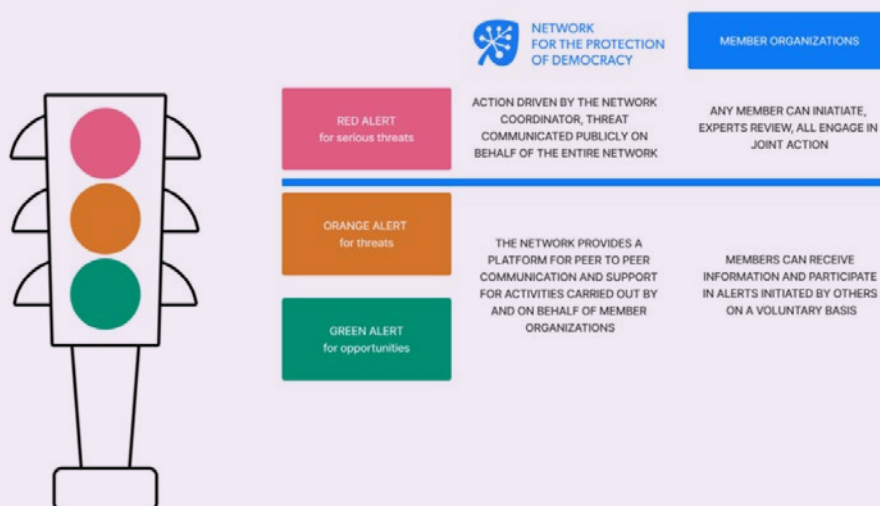 NETWORK
FOR THE PROTECTION
OF DEMOCRACY
MEMBER ORGANIZATIONS
RED ALERT
for serious threats
ACTION DRIVEN BY THE NETWORK
COORDINATOR, THREAT
COMMUNICATED PUBLICLY ON
BEHALF OF THE ENTIRE NETWORK
ANY MEMBER CAN INIATIATE,
EXPERTS REVIEW, ALL ENGAGE IN
JOINT ACTION
ORANGE ALERT
for threats
GREEN ALERT
for opportunities
THE NETWORK PROVIDES A
PLATFORM FOR PEER TO PEER
COMMUNICATION AND SUPPORT
FOR ACTIVITIES CARRIED OUT BY
AND ON BEHALF OF MEMBER
ORGANIZATIONS
MEMBERS CAN RECEIVE
INFORMATION AND PARTICIPATE
IN ALERTS INITIATED BY OTHERS
ON A VOLUNTARY BASIS